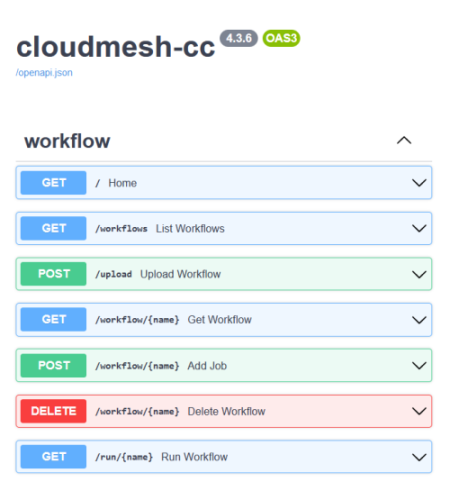 cloudmesh-cc 4.3.6 OAS3
/openapi.json
workflow
GET / Home
GET /workflows List Workflows
POST /upload Upload Workflow
GET /workflow/{name} Get Workflow
POST /workflow/{name} Add Job
DELETE /workflow/{name} Delete Workflow
GET /run/{name} Run Workflow